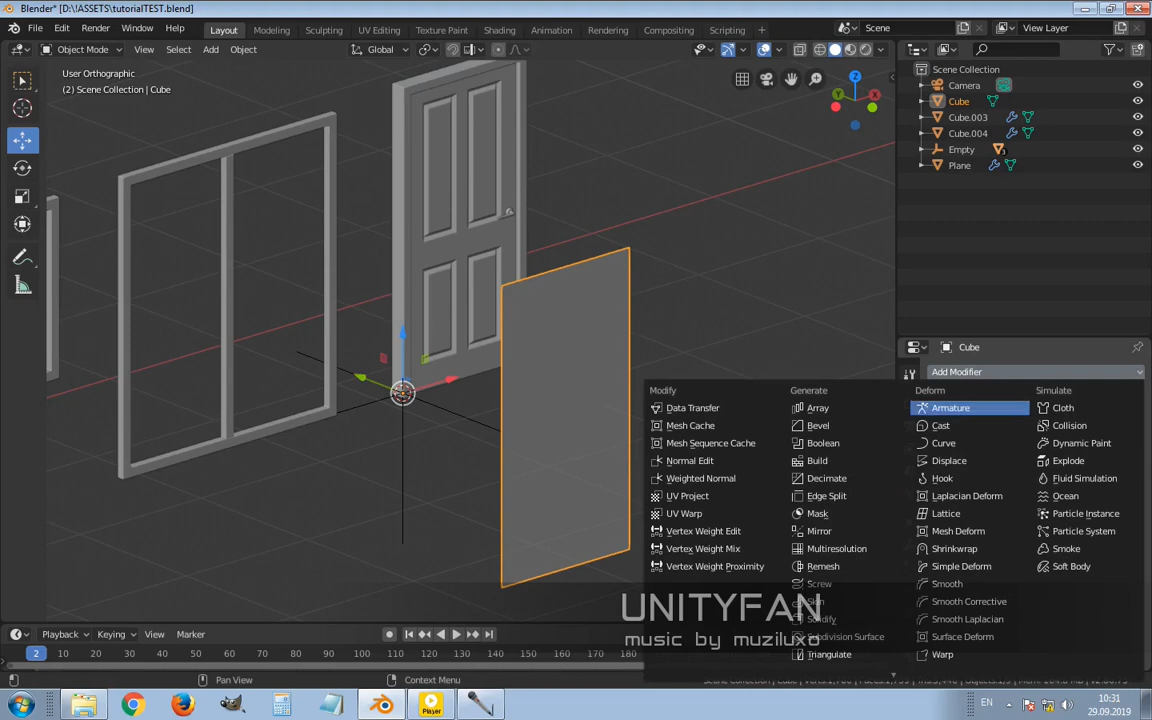 Blender* [D:\!ASSETS\tutorialTEST.blend]
File Edit Render Window Help Layout Modeling Sculpting UV Editing Texture Paint Shading Animation Rendering Compositing Scripting Scene View Layer
Object Mode View Select Add Object Global
User Orthographic
(2) Scene Collection | Cube
Z
Y X
Scene Collection
Camera
Cube
Cube.003
Cube.004
Empty
Plane
Cube
Add Modifier
Modify Generate Deform Simulate
Data Transfer Array Armature Cloth
Mesh Cache Bevel Cast Collision
Mesh Sequence Cache Boolean Curve Dynamic Paint
Normal Edit Build Displace Explode
Weighted Normal Decimate Hook Fluid Simulation
UV Project Edge Split Laplacian Deform Ocean
UV Warp Mask Lattice Particle Instance
Vertex Weight Edit Mirror Mesh Deform Particle System
Vertex Weight Mix Multiresolution Shrinkwrap Smoke
Vertex Weight Proximity Remesh Simple Deform Soft Body
Screw Smooth
Skin Smooth Corrective
Solidify Smooth Laplacian
Subdivision Surface Surface Deform
Triangulate Warp
UNITYFAN
music by muziluxo
Playback Keying View Marker
2 10 20 30 40 50 60 70 80 90 100 110 120 130 140 150 160 170 180
Pan View Context Menu
Player
EN
10:31
29.09.2019